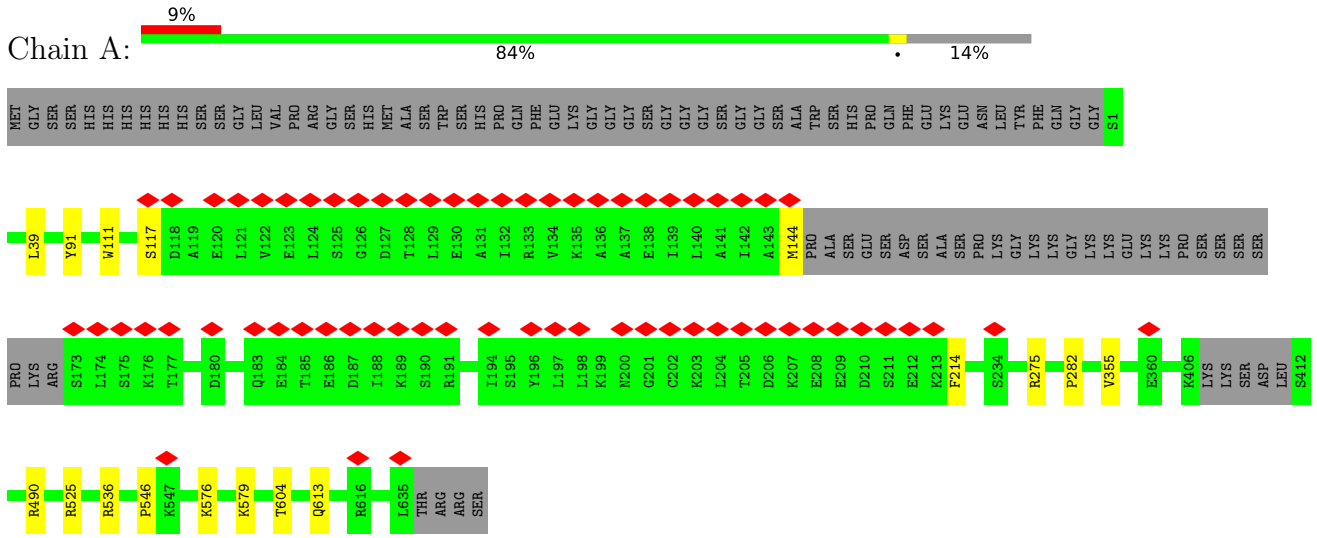 9%
Chain A:
84% • 14%
MET GLY SER SER HIS HIS HIS HIS HIS HIS SER SER GLY LEU VAL PRO ARG GLY SER HIS MET ALA SER TRP SER HIS PRO GLN PHE GLU LYS GLY GLY GLY SER GLY GLY GLY SER GLY GLY SER ALA TRP SER HIS PRO GLN PHE GLU LYS GLU ASN LEU TYR PHE GLN GLY GLY S1
L39 Y91 W111 S117 D118 A119 E120 L121 V122 E123 L124 S125 G126 D127 T128 L129 E130 A131 I132 R133 V134 K135 A136 A137 E138 I139 L140 A141 I142 A143 M144 PRO ALA SER GLU SER ASP SER ALA SER PRO LYS GLY LYS LYS GLY LYS LYS GLU LYS LYS PRO SER SER SER SER
PRO LYS ARG S173 L174 S175 K176 T177 D180 Q183 E184 T185 E186 D187 I188 K189 S190 R191 I194 S195 Y196 L197 L198 K199 N200 G201 C202 K203 L204 T205 D206 K207 E208 E209 D210 S211 E212 K213 F214 S234 R275 P282 V355 E360 K406 LYS LYS SER ASP LEU S412
R490 R525 R536 P546 K547 K576 K579 T604 Q613 R616 L635 THR ARG ARG SER